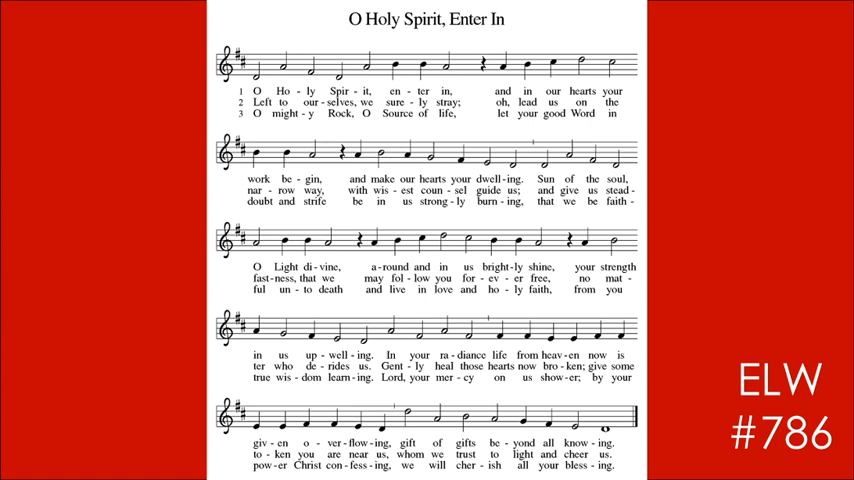 O Holy Spirit, Enter In
1 O Ho - ly Spir - it, en - ter in, and in our hearts your
2 Left to our - selves, we sure - ly stray; oh, lead us on the
3 O might - y Rock, O Source of life, let your good Word in
work be - gin, and make our hearts your dwell - ing. Sun of the soul,
nar - row way, with wis - est coun - sel guide us; and give us stead -
doubt and strife be in us strong - ly burn - ing, that we be faith -
O Light di - vine, a - round and in us bright - ly shine, your strength
fast - ness, that we may fol - low you for - ev - er free, no mat -
ful un - to death and live in love and ho - ly faith, from you
in us up - well - ing. In your ra - diance life from heav - en now is
ter who de - rides us. Gent - ly heal those hearts now bro - ken; give some
true wis - dom learn - ing. Lord, your mer - cy on us show - er; by your
giv - en o - ver - flow - ing, gift of gifts be - yond all know - ing.
to - ken you are near us, whom we trust to light and cheer us.
pow - er Christ con - fess - ing, we will cher - ish all your bless - ing.
ELW
#786